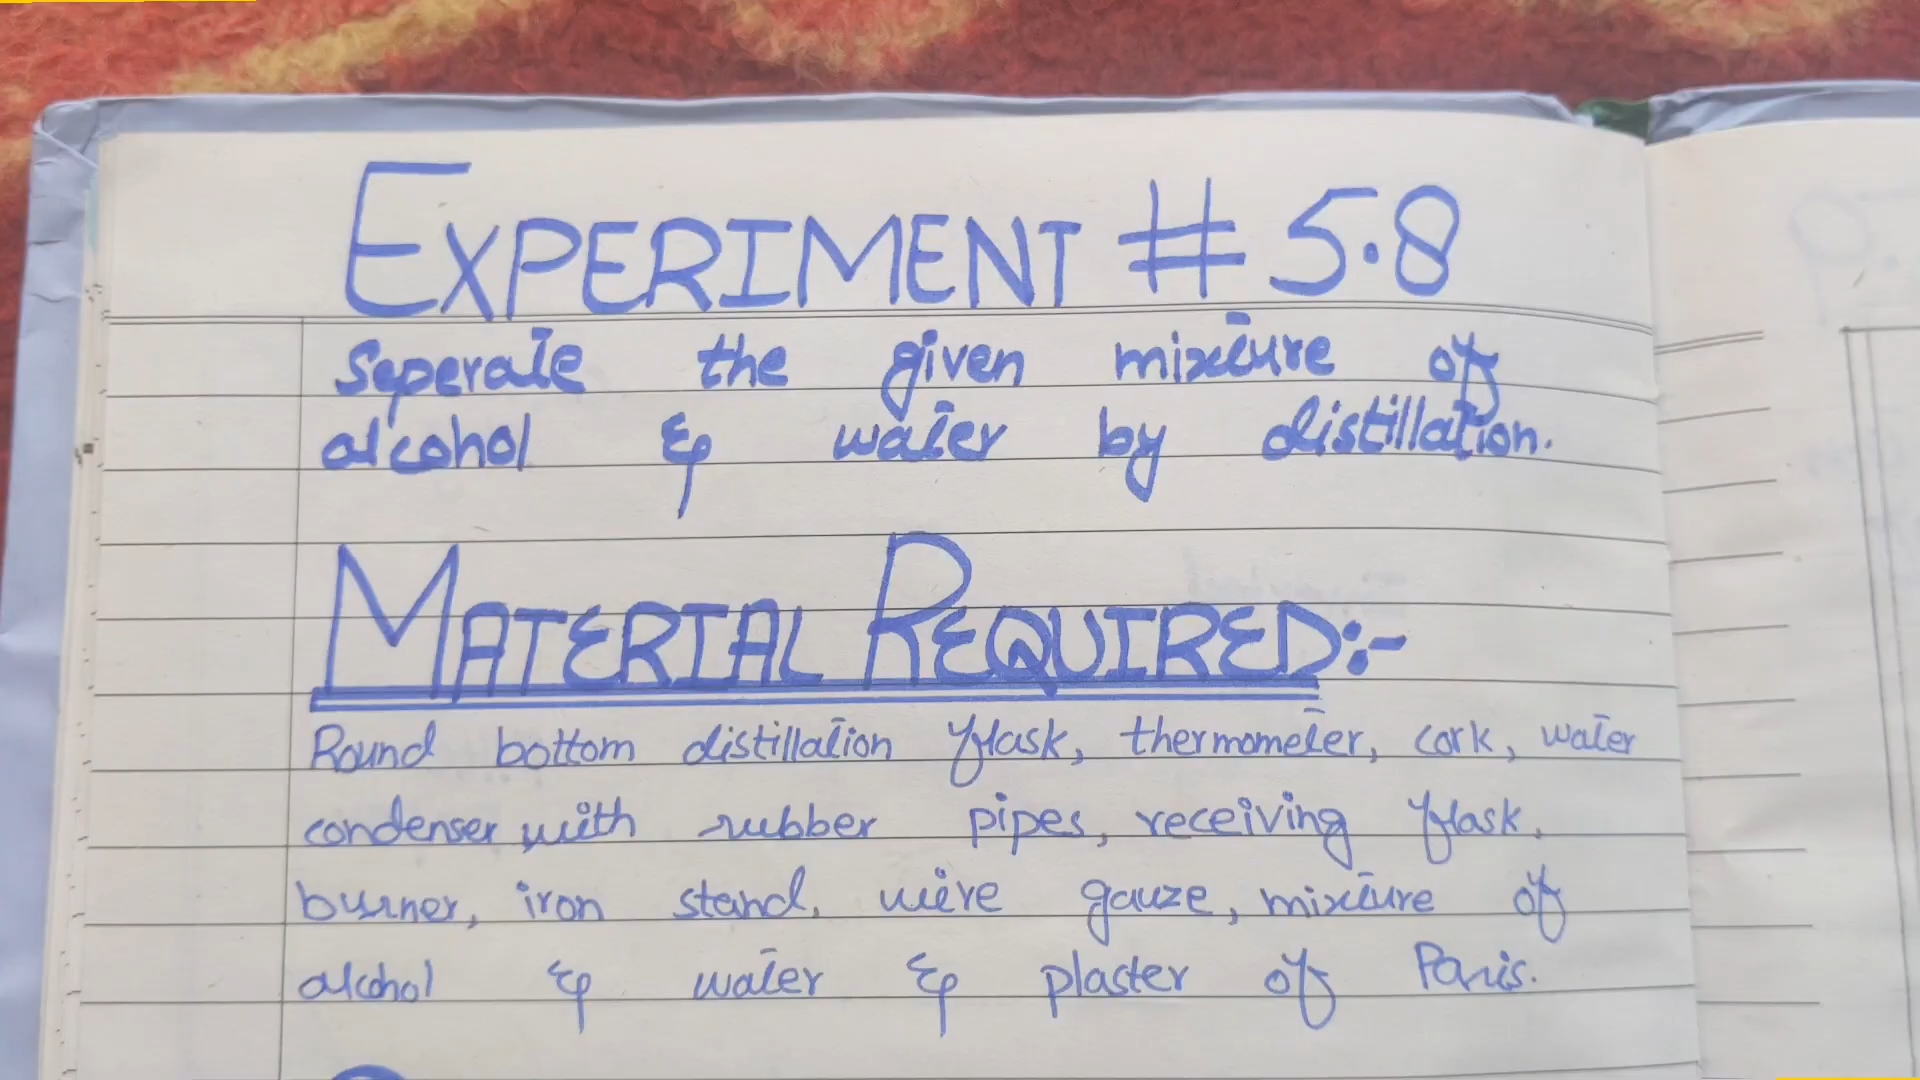 EXPERIMENT # 5.8
Seperate the given mixture of
alcohol & water by distillation.
MATERIAL REQUIRED:-
Round bottom distillation flask, thermometer, cork, water
condenser with rubber pipes, receiving flask,
burner, iron stand, wire gauze, mixture of
alcohol & water & plaster of Paris.